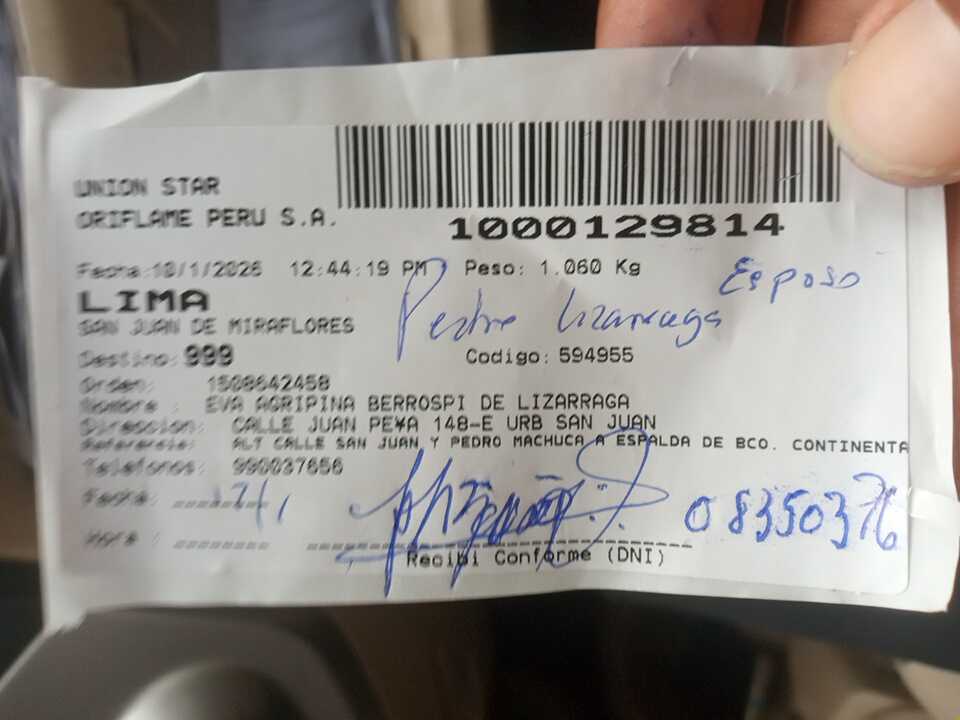 UNION STAR
ORIFLAME PERU S.A.
1000129814
Fecha: 10/1/2026 12:44:19 PM Peso: 1.060 Kg
Esposo
LIMA
Pedro Lizarraga
SAN JUAN DE MIRAFLORES
Destino: 999 Codigo: 594955
Orden: 1508642458
Nombre : EVA AGRIPINA BERROSPI DE LIZARRAGA
Direccion: CALLE JUAN PE¥A 148-E URB SAN JUAN
Referencia: ALT CALLE SAN JUAN Y PEDRO MACHUCA A ESPALDA DE BCO. CONTINENTA
Telefonos: 990037656
Fecha:
08350376
Hora :
Recibi Conforme (DNI)